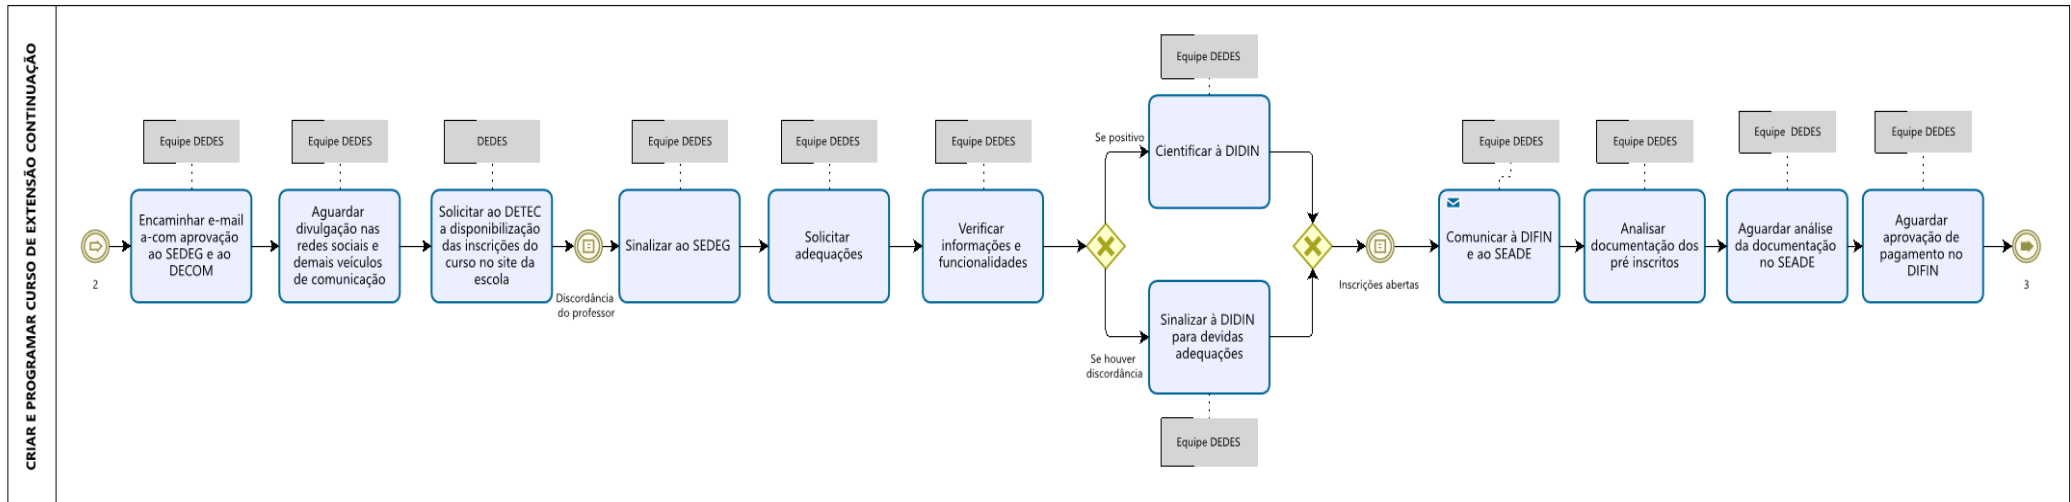 CRIAR E PROGRAMAR CURSO DE EXTENSÃO CONTINUAÇÃO
2
Equipe DEDES
Encaminhar e-mail
a-com aprovação
ao SEDEG e ao
DECOM
Equipe DEDES
Aguardar
divulgação nas
redes sociais e
demais veículos
de comunicação
DEDES
Solicitar ao DETEC
a disponibilização
das inscrições do
curso no site da
escola
Discordância
do professor
Equipe DEDES
Sinalizar ao SEDEG
Equipe DEDES
Solicitar
adequações
Equipe DEDES
Verificar
informações e
funcionalidades
Se positivo
Equipe DEDES
Cientificar à DIDIN
Se houver
discordância
Sinalizar à DIDIN
para devidas
adequações
Equipe DEDES
Inscrições abertas
Equipe DEDES
Comunicar à DIFIN
e ao SEADE
Equipe DEDES
Analisar
documentação dos
pré inscritos
Equipe DEDES
Aguardar análise
da documentação
no SEADE
Equipe DEDES
Aguardar
aprovação de
pagamento no
DIFIN
3